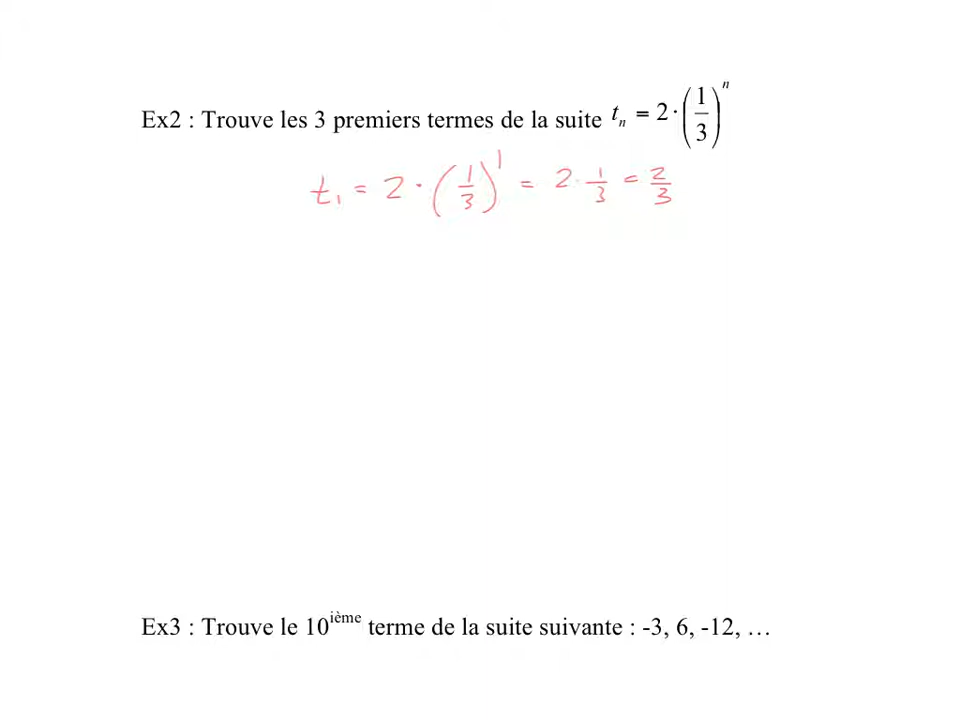 Ex2 : Trouve les 3 premiers termes de la suite tₙ = 2·(1/3)ⁿ
t₁ = 2 · (1/3)¹ = 2 · 1/3 = 2/3
Ex3 : Trouve le 10ième terme de la suite suivante : -3, 6, -12, …